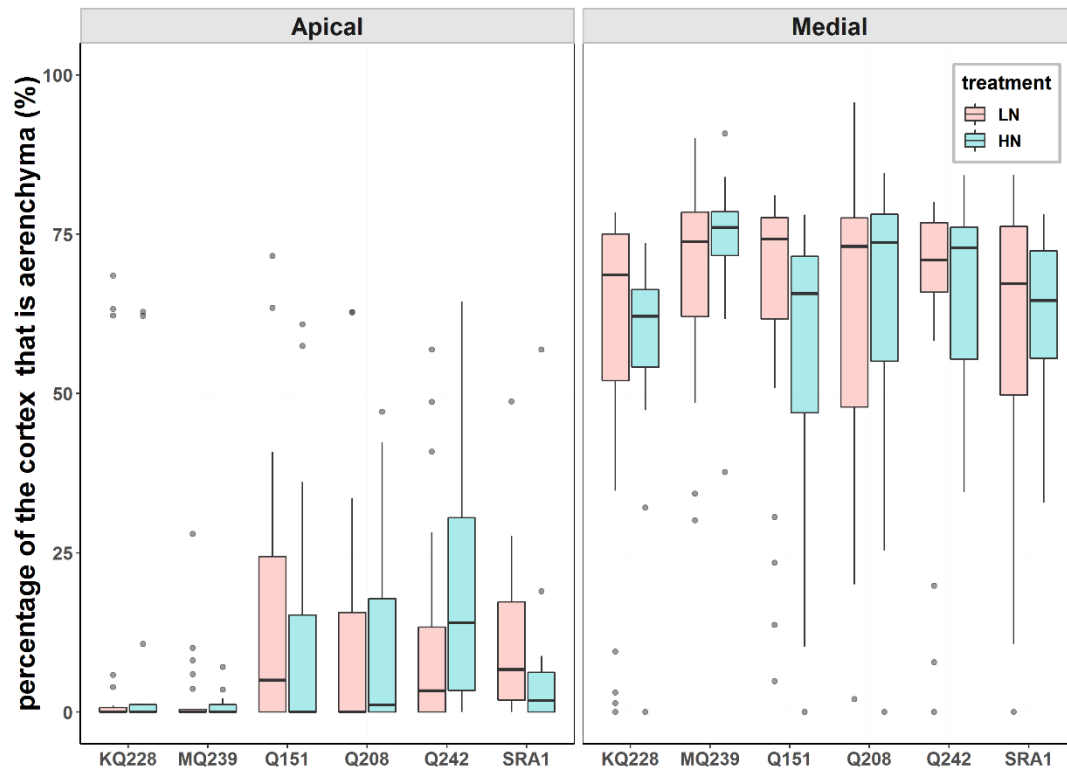 Apical
Medial
percentage of the cortex that is aerenchyma (%)
100
75
50
25
0
treatment
LN
HN
KQ228 MQ239 Q151 Q208 Q242 SRA1
KQ228 MQ239 Q151 Q208 Q242 SRA1